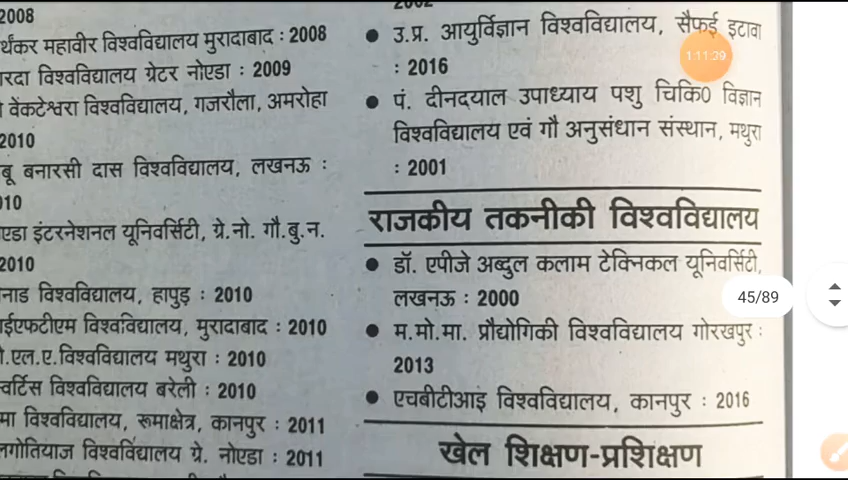 2008
र्थंकर महावीर विश्वविद्यालय मुरादाबाद : 2008
रदा विश्वविद्यालय ग्रेटर नोएडा : 2009
वेंकटेश्वरा विश्वविद्यालय, गजरौला, अमरोहा
2010
बू बनारसी दास विश्वविद्यालय, लखनऊ :
10
एडा इंटरनेशनल यूनिवर्सिटी, ग्रे.नो. गौ.बु.न.
2010
नाड विश्वविद्यालय, हापुड़ : 2010
ईएफटीएम विश्वविद्यालय, मुरादाबाद : 2010
.एल.ए.विश्वविद्यालय मथुरा : 2010
वर्टिस विश्वविद्यालय बरेली : 2010
मा विश्वविद्यालय, रूमाक्षेत्र, कानपुर : 2011
लगोतियाज विश्वविद्यालय ग्रे. नोएडा : 2011
2002
● उ.प्र. आयुर्विज्ञान विश्वविद्यालय, सैफई इटावा
: 2016
● पं. दीनदयाल उपाध्याय पशु चिकि0 विज्ञान
विश्वविद्यालय एवं गौ अनुसंधान संस्थान, मथुरा
: 2001
राजकीय तकनीकी विश्वविद्यालय
● डॉ. एपीजे अब्दुल कलाम टेक्निकल यूनिवर्सिटी,
लखनऊ : 2000
● म.मो.मा. प्रौद्योगिकी विश्वविद्यालय गोरखपुर :
2013
● एचबीटीआइ विश्वविद्यालय, कानपुर : 2016
खेल शिक्षण-प्रशिक्षण
1:11:29
45/89